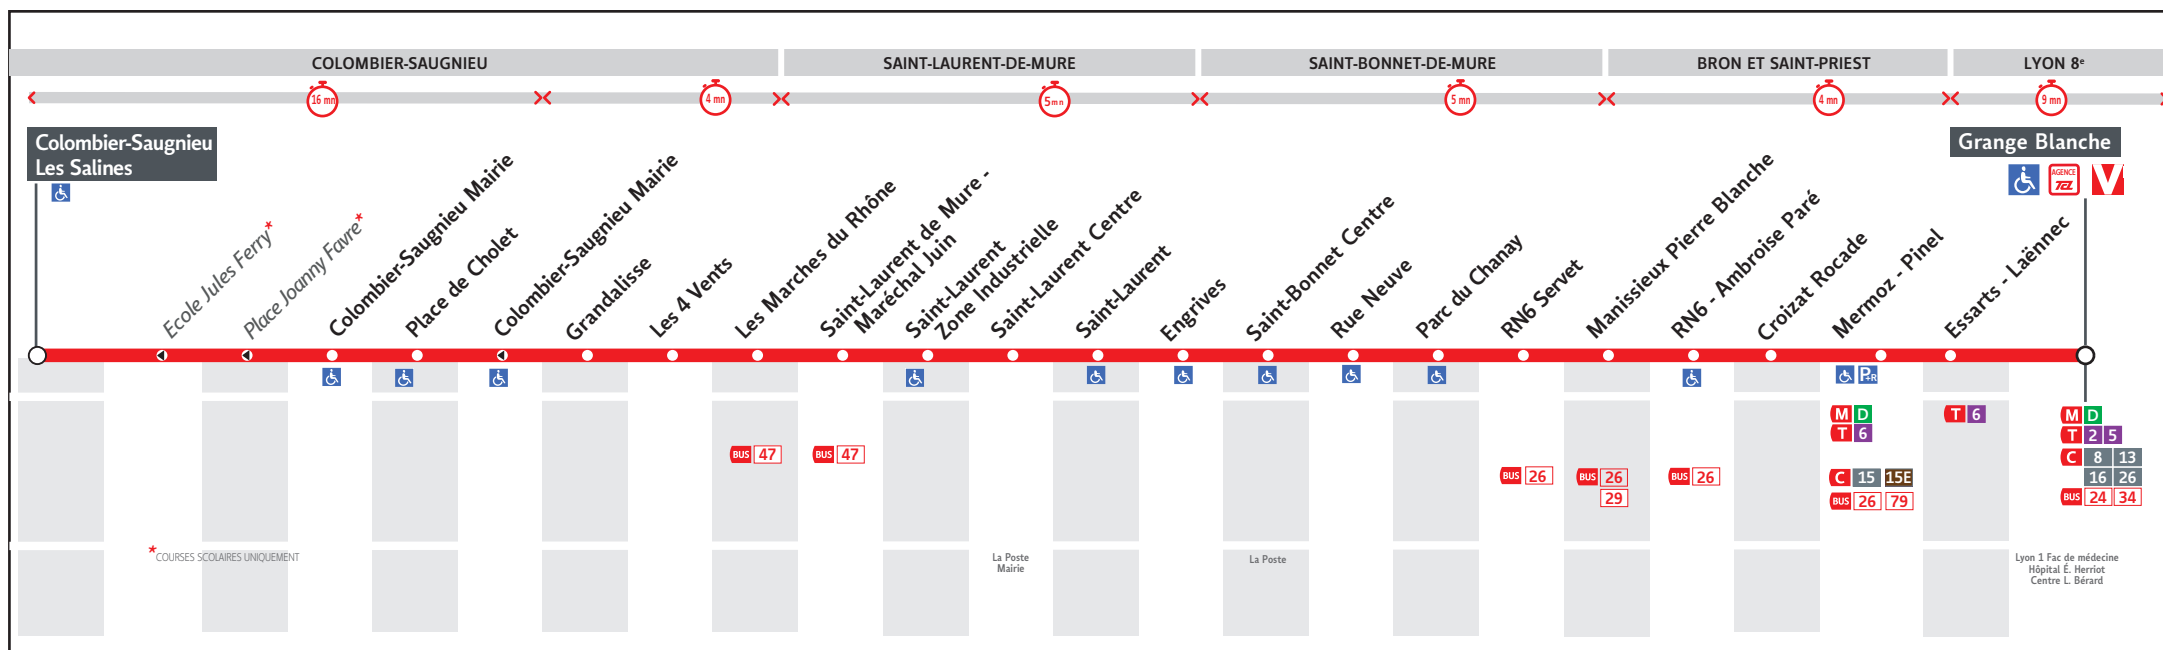 COLOMBIER-SAUGNIEU
SAINT-LAURENT-DE-MURE
SAINT-BONNET-DE-MURE
BRON ET SAINT-PRIEST
LYON 8e
16 mn
4 mn
5mn
5 mn
4 mn
9 mn
Colombier-Saugnieu
Les Salines
Grange Blanche
AGENCE
TCL
V
Ecole Jules Ferry*
Place Joanny Favre*
Colombier-Saugnieu Mairie
Place de Cholet
Colombier-Saugnieu Mairie
Grandalisse
Les 4 Vents
Les Marches du Rhône
Saint-Laurent de Mure -
Maréchal Juin
Saint-Laurent
Zone Industrielle
Saint-Laurent Centre
Saint-Laurent
Engrives
Saint-Bonnet Centre
Rue Neuve
Parc du Chanay
RN6 Servet
Manissieux Pierre Blanche
RN6 - Ambroise Paré
Croizat Rocade
Mermoz - Pinel
Essarts - Laënnec
P+R
BUS 47
BUS 47
BUS 26
BUS 26
29
BUS 26
M D
T 6
C 15 15E
BUS 26 79
T 6
M D
T 2 5
C 8 13
16 26
BUS 24 34
*COURSES SCOLAIRES UNIQUEMENT
La Poste
Mairie
La Poste
Lyon 1 Fac de médecine
Hôpital É. Herriot
Centre L. Bérard